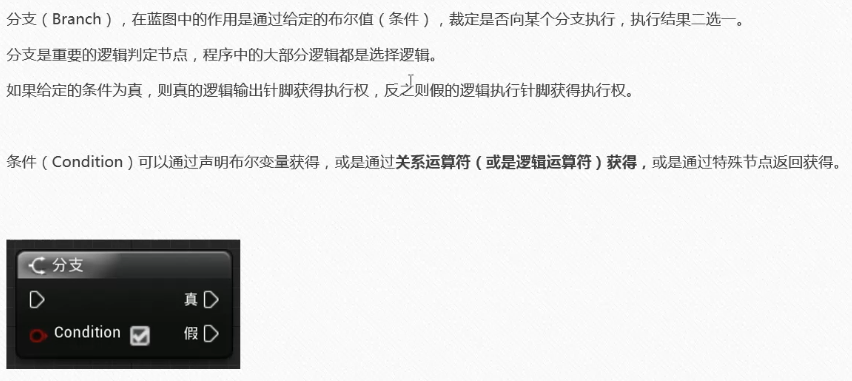 分支（Branch），在蓝图中的作用是通过给定的布尔值（条件），裁定是否向某个分支执行，执行结果二选一。
分支是重要的逻辑判定节点，程序中的大部分逻辑都是选择逻辑。
如果给定的条件为真，则真的逻辑输出针脚获得执行权，反之则假的逻辑执行针脚获得执行权。
条件（Condition）可以通过声明布尔变量获得，或是通过关系运算符（或是逻辑运算符）获得，或是通过特殊节点返回获得。
分支
真
Condition 假